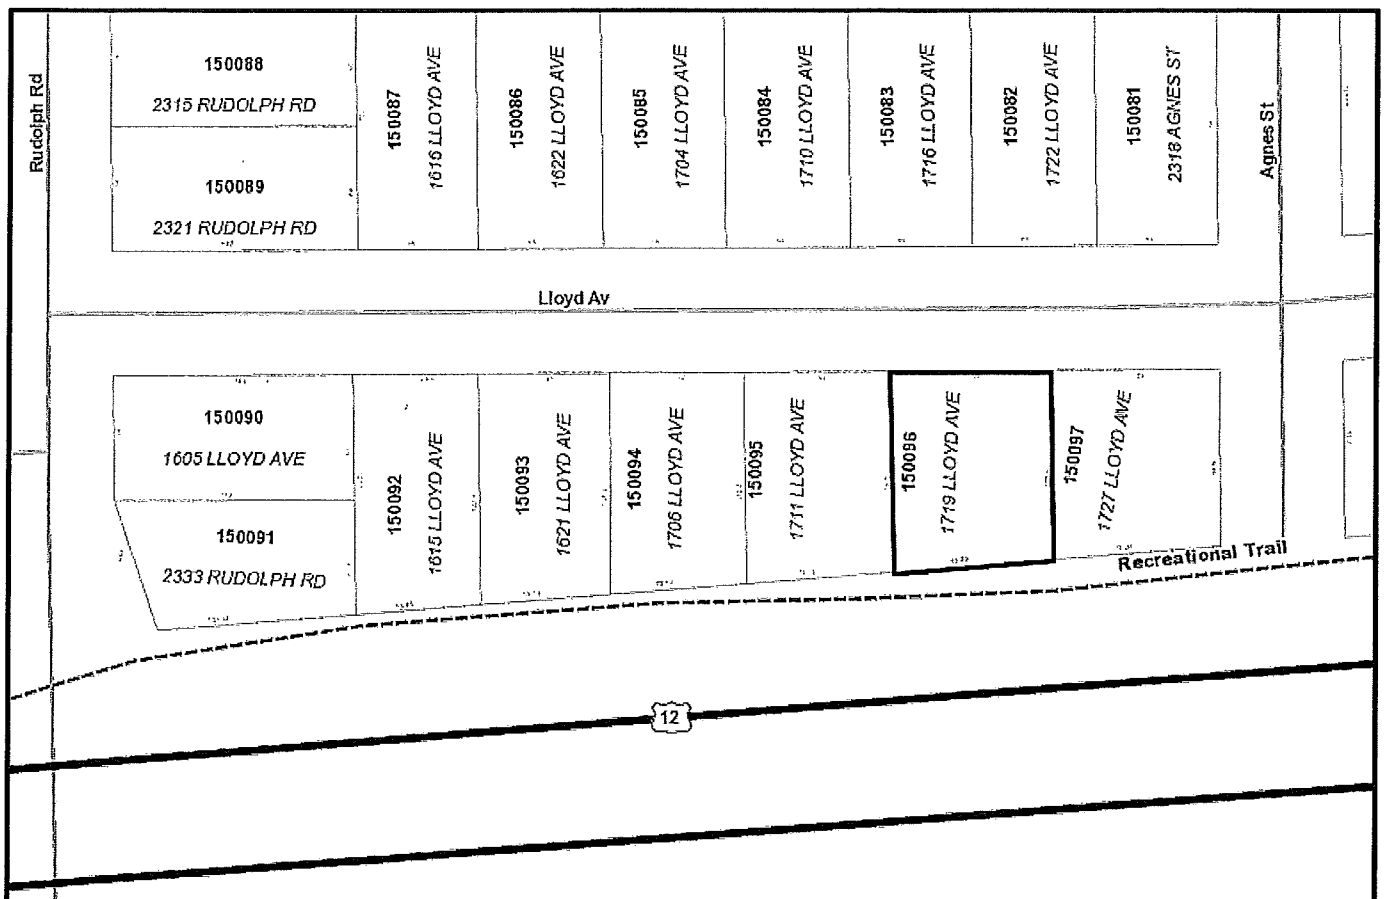 Rudolph Rd
150088
2315 RUDOLPH RD
150089
2321 RUDOLPH RD
150087
1616 LLOYD AVE
150086
1622 LLOYD AVE
150085
1704 LLOYD AVE
150084
1710 LLOYD AVE
150083
1716 LLOYD AVE
150082
1722 LLOYD AVE
150081
2318 AGNES ST
Agnes St
Lloyd Av
150090
1605 LLOYD AVE
150091
2333 RUDOLPH RD
150092
1615 LLOYD AVE
150093
1621 LLOYD AVE
150094
1706 LLOYD AVE
150095
1711 LLOYD AVE
150096
1719 LLOYD AVE
150097
1727 LLOYD AVE
Recreational Trail
12